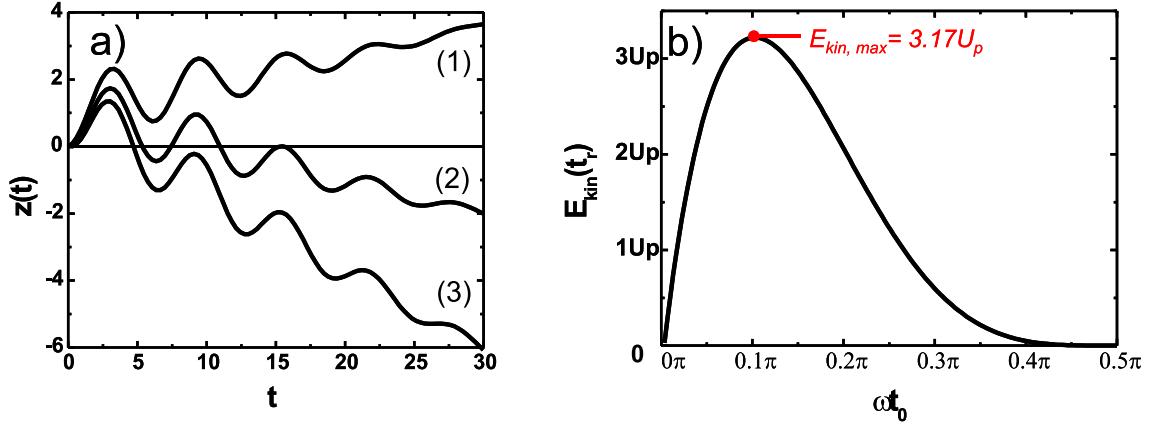 a)
4
2
0
-2
-4
-6
z(t)
(1)
(2)
(3)
0 5 10 15 20 25 30
t
b)
E_kin, max = 3.17U_p
3Up
2Up
1Up
0
E_kin(t_r)
0π 0.1π 0.2π 0.3π 0.4π 0.5π
ωt_0